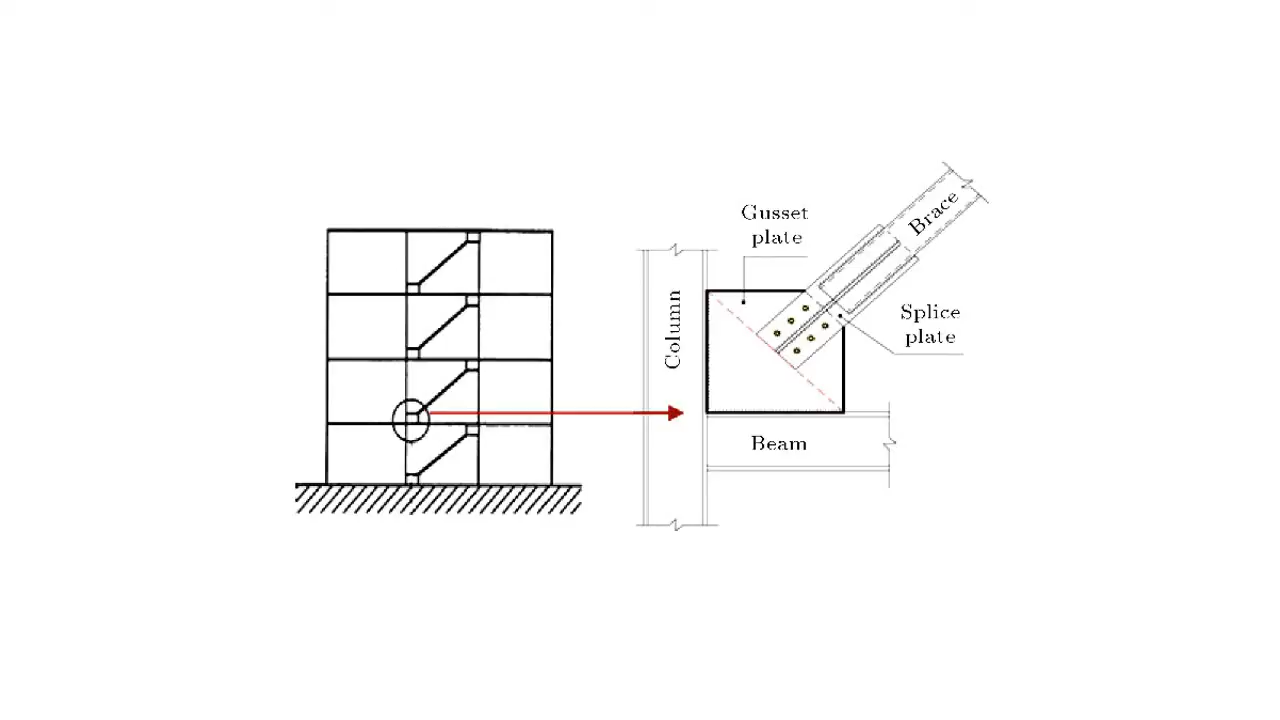 Gusset
plate
Brace
Splice
plate
Column
Beam